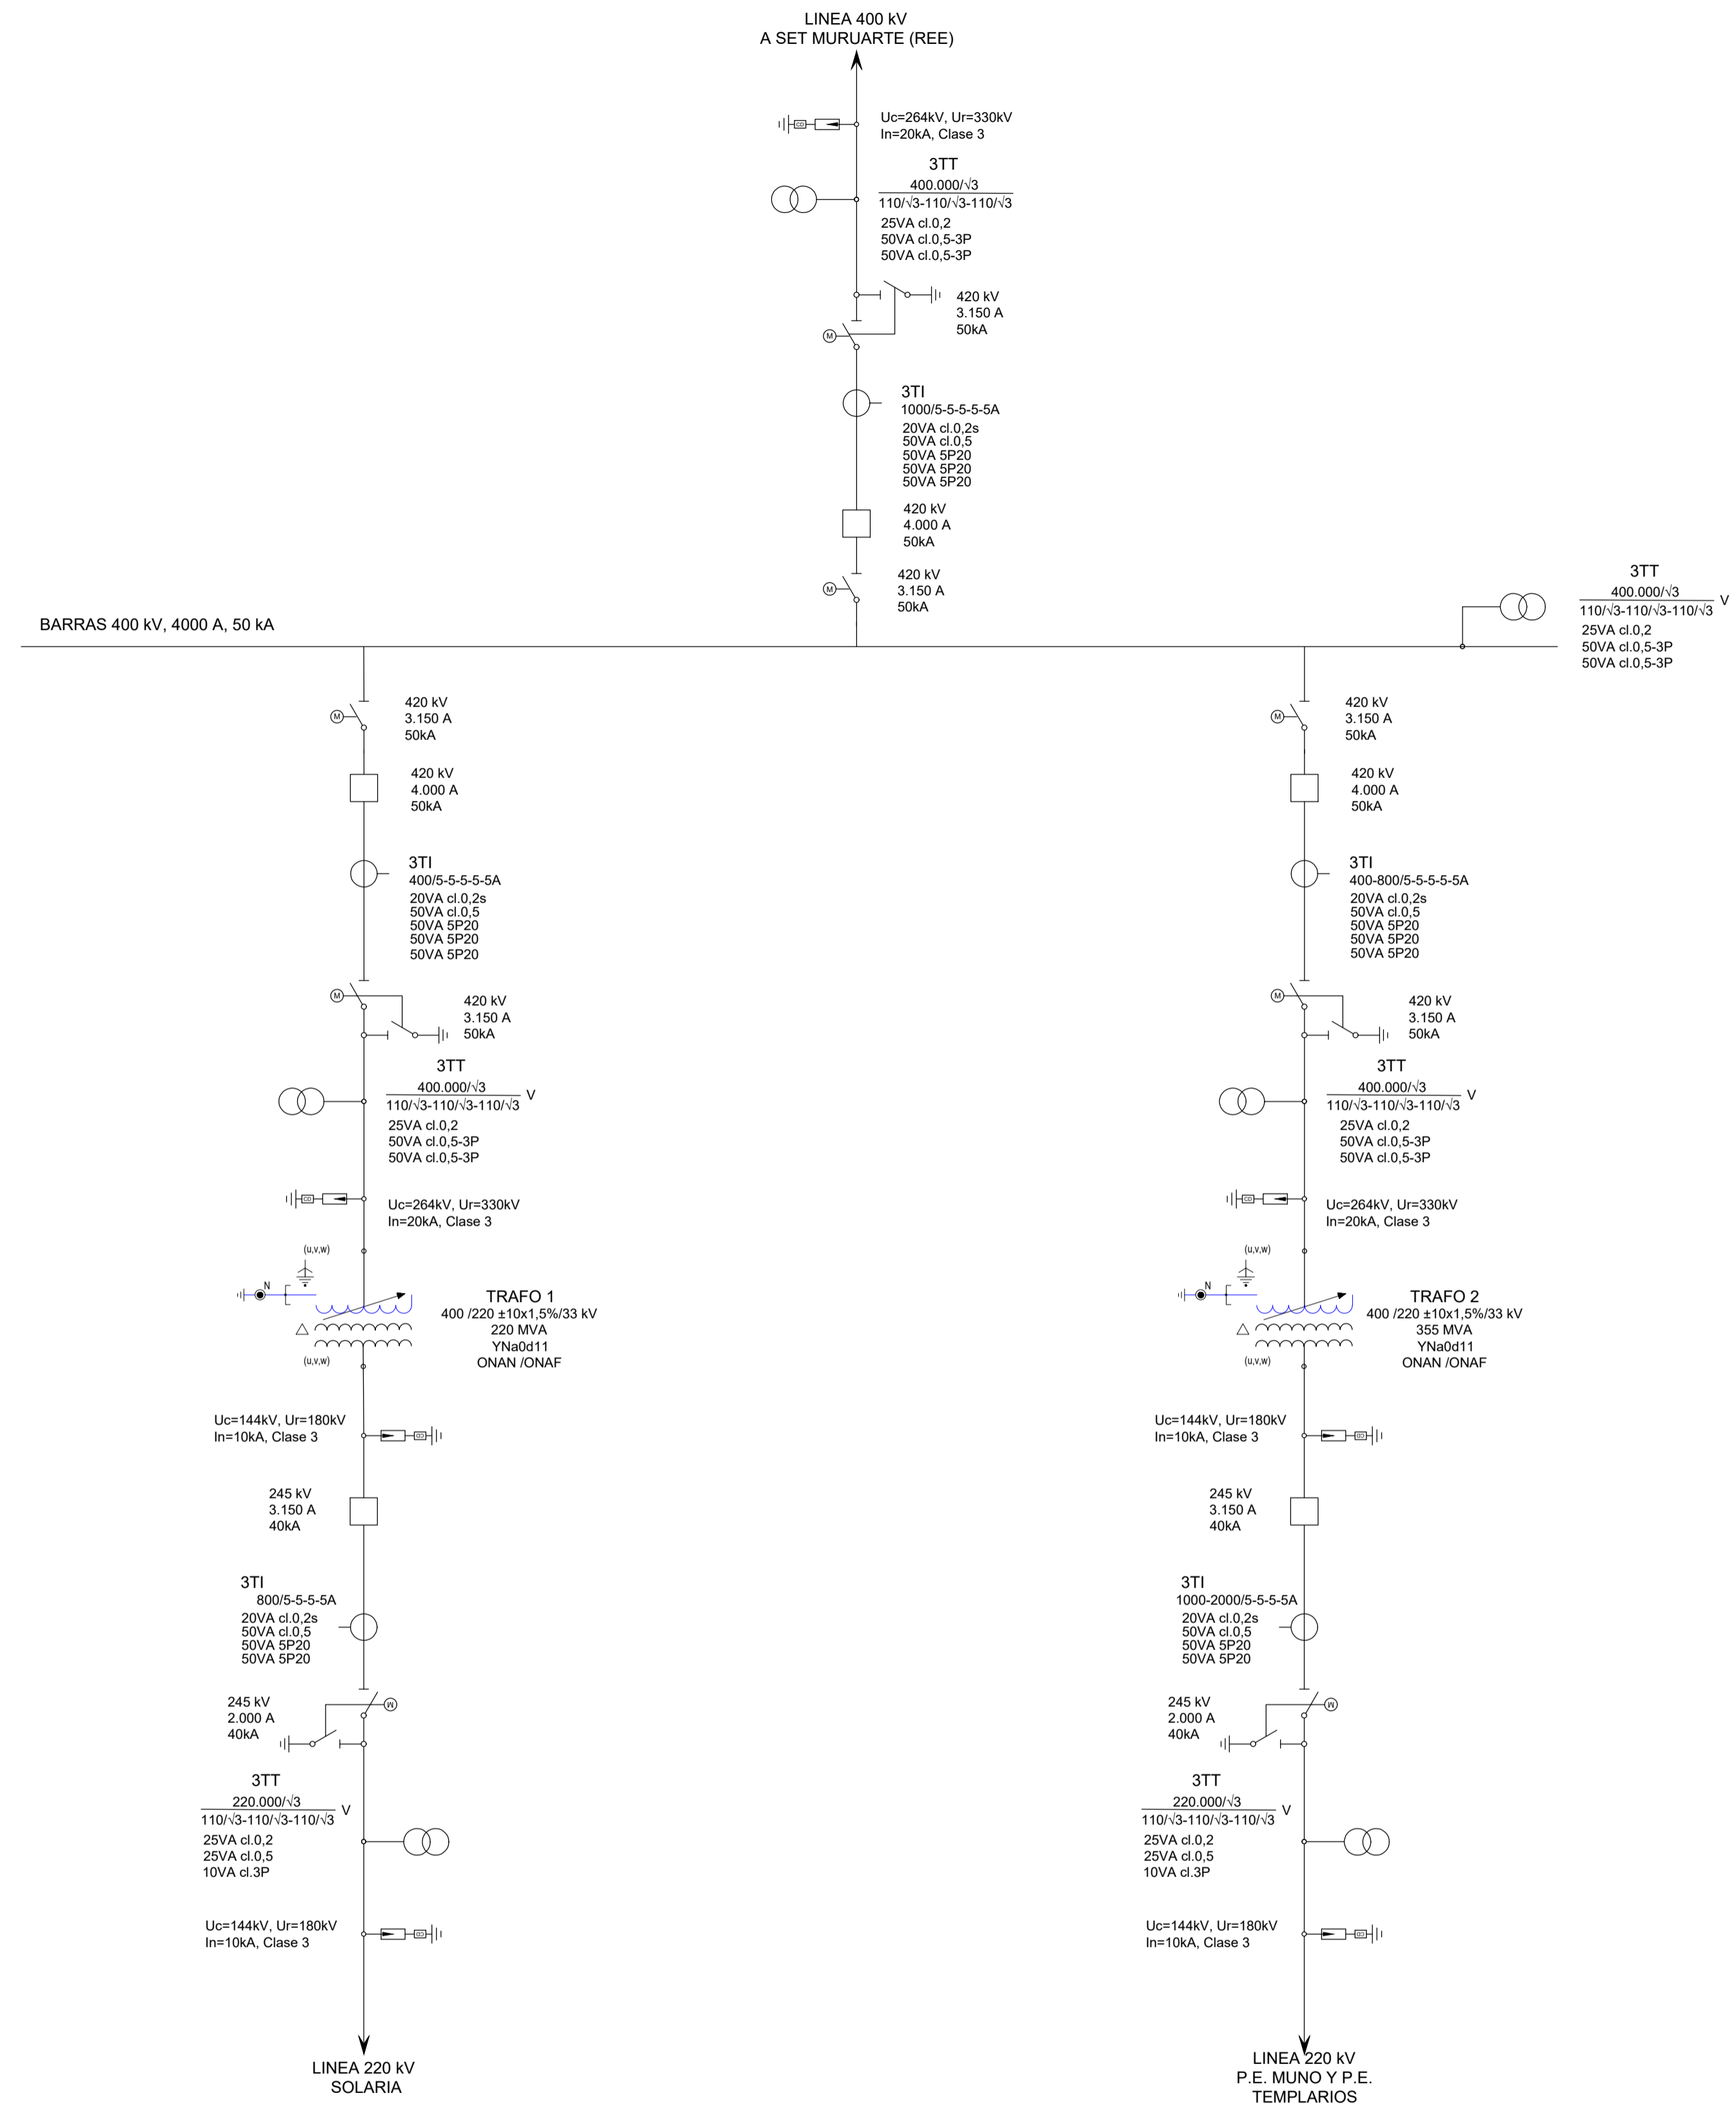 LINEA 400 kV
A SET MURUARTE (REE)
CD
Uc=264kV, Ur=330kV
In=20kA, Clase 3
3TT
400.000/√3
110/√3-110/√3-110/√3
25VA cl.0,2
50VA cl.0,5-3P
50VA cl.0,5-3P
420 kV
3.150 A
50kA
M
3TI
1000/5-5-5-5-5A
20VA cl.0,2s
50VA cl.0,5
50VA 5P20
50VA 5P20
50VA 5P20
420 kV
4.000 A
50kA
M
420 kV
3.150 A
50kA
3TT
400.000/√3
110/√3-110/√3-110/√3
V
25VA cl.0,2
50VA cl.0,5-3P
50VA cl.0,5-3P
BARRAS 400 kV, 4000 A, 50 kA
M
420 kV
3.150 A
50kA
420 kV
4.000 A
50kA
3TI
400/5-5-5-5-5A
20VA cl.0,2s
50VA cl.0,5
50VA 5P20
50VA 5P20
50VA 5P20
M
420 kV
3.150 A
50kA
3TT
400.000/√3
110/√3-110/√3-110/√3
V
25VA cl.0,2
50VA cl.0,5-3P
50VA cl.0,5-3P
CD
Uc=264kV, Ur=330kV
In=20kA, Clase 3
(u,v,w)
N
TRAFO 1
400 /220 ±10x1,5%/33 kV
220 MVA
YNa0d11
ONAN /ONAF
(u,v,w)
Uc=144kV, Ur=180kV
In=10kA, Clase 3
CD
245 kV
3.150 A
40kA
3TI
800/5-5-5-5A
20VA cl.0,2s
50VA cl.0,5
50VA 5P20
50VA 5P20
245 kV
2.000 A
40kA
M
3TT
220.000/√3
110/√3-110/√3-110/√3
V
25VA cl.0,2
25VA cl.0,5
10VA cl.3P
Uc=144kV, Ur=180kV
In=10kA, Clase 3
CD
LINEA 220 kV
SOLARIA
M
420 kV
3.150 A
50kA
420 kV
4.000 A
50kA
3TI
400-800/5-5-5-5-5A
20VA cl.0,2s
50VA cl.0,5
50VA 5P20
50VA 5P20
50VA 5P20
M
420 kV
3.150 A
50kA
3TT
400.000/√3
110/√3-110/√3-110/√3
V
25VA cl.0,2
50VA cl.0,5-3P
50VA cl.0,5-3P
CD
Uc=264kV, Ur=330kV
In=20kA, Clase 3
(u,v,w)
N
TRAFO 2
400 /220 ±10x1,5%/33 kV
355 MVA
YNa0d11
ONAN /ONAF
(u,v,w)
Uc=144kV, Ur=180kV
In=10kA, Clase 3
CD
245 kV
3.150 A
40kA
3TI
1000-2000/5-5-5-5A
20VA cl.0,2s
50VA cl.0,5
50VA 5P20
50VA 5P20
245 kV
2.000 A
40kA
M
3TT
220.000/√3
110/√3-110/√3-110/√3
V
25VA cl.0,2
25VA cl.0,5
10VA cl.3P
Uc=144kV, Ur=180kV
In=10kA, Clase 3
CD
LINEA 220 kV
P.E. MUNO Y P.E.
TEMPLARIOS